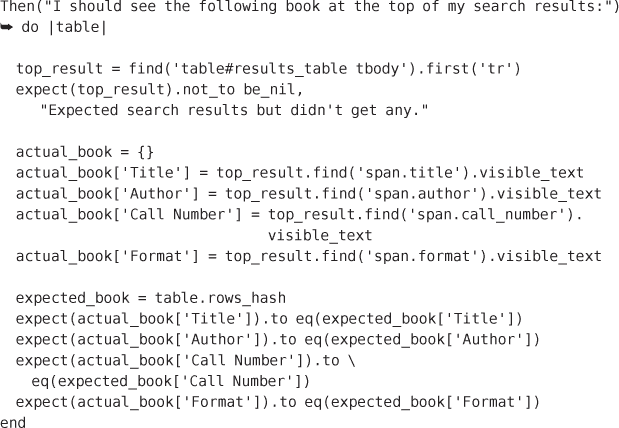 Then("I should see the following book at the top of my search results:")
➥ do |table|
top_result = find('table#results_table tbody').first('tr')
expect(top_result).not_to be_nil,
"Expected search results but didn't get any."
actual_book = {}
actual_book['Title'] = top_result.find('span.title').visible_text
actual_book['Author'] = top_result.find('span.author').visible_text
actual_book['Call Number'] = top_result.find('span.call_number').
visible_text
actual_book['Format'] = top_result.find('span.format').visible_text
expected_book = table.rows_hash
expect(actual_book['Title']).to eq(expected_book['Title'])
expect(actual_book['Author']).to eq(expected_book['Author'])
expect(actual_book['Call Number']).to \
eq(expected_book['Call Number'])
expect(actual_book['Format']).to eq(expected_book['Format'])
end